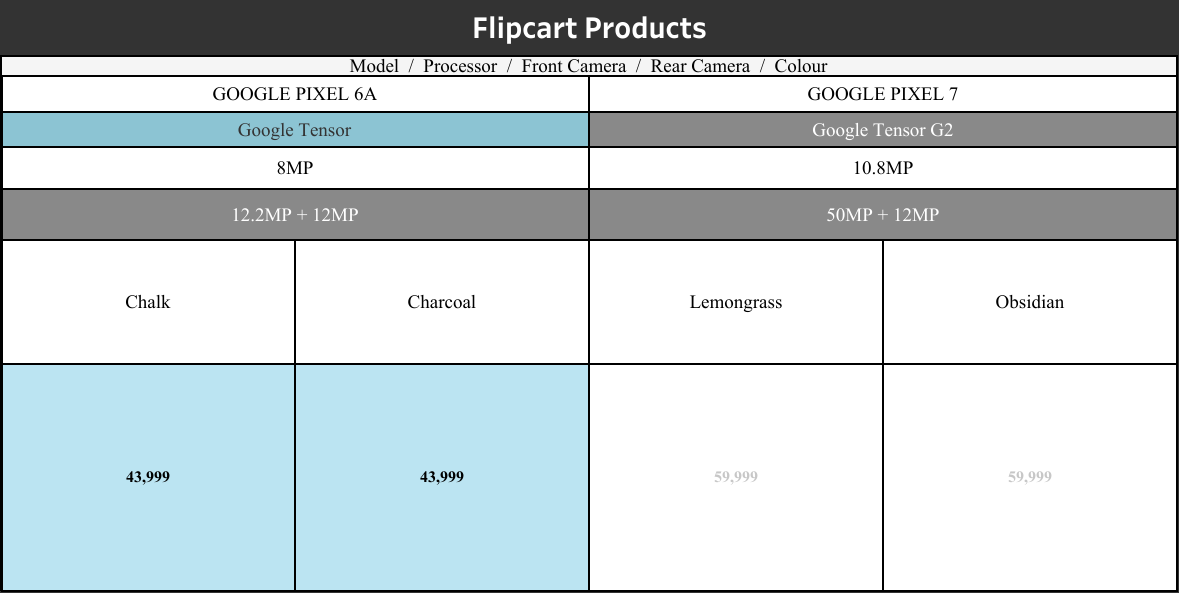 Flipcart Products
Model / Processor / Front Camera / Rear Camera / Colour
GOOGLE PIXEL 6A GOOGLE PIXEL 7
Google Tensor Google Tensor G2
8MP 10.8MP
12.2MP + 12MP 50MP + 12MP
Chalk Charcoal Lemongrass Obsidian
43,999 43,999 59,999 59,999